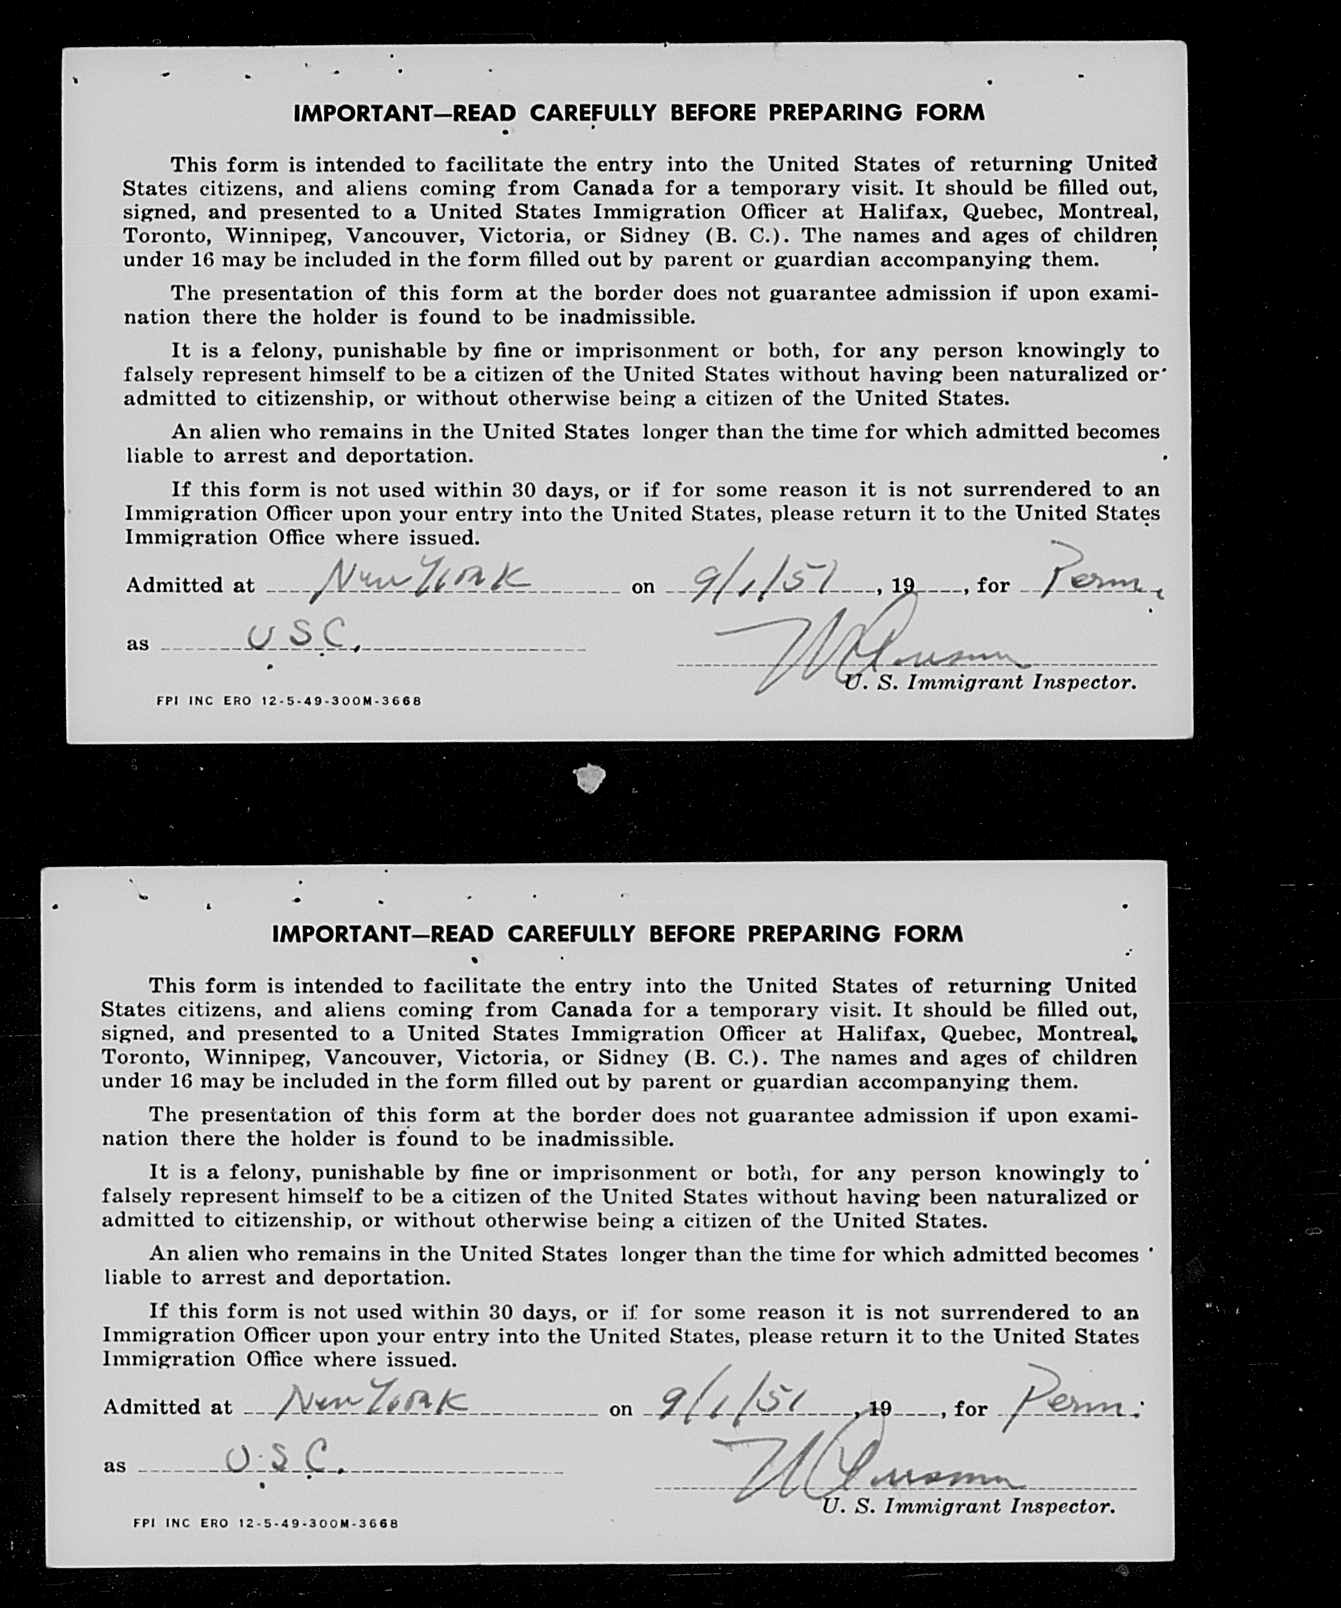 IMPORTANT—READ CAREFULLY BEFORE PREPARING FORM
This form is intended to facilitate the entry into the United States of returning United
States citizens, and aliens coming from Canada for a temporary visit. It should be filled out,
signed, and presented to a United States Immigration Officer at Halifax, Quebec, Montreal,
Toronto, Winnipeg, Vancouver, Victoria, or Sidney (B. C.). The names and ages of children
under 16 may be included in the form filled out by parent or guardian accompanying them.
The presentation of this form at the border does not guarantee admission if upon exami-
nation there the holder is found to be inadmissible.
It is a felony, punishable by fine or imprisonment or both, for any person knowingly to
falsely represent himself to be a citizen of the United States without having been naturalized or
admitted to citizenship, or without otherwise being a citizen of the United States.
An alien who remains in the United States longer than the time for which admitted becomes
liable to arrest and deportation.
If this form is not used within 30 days, or if for some reason it is not surrendered to an
Immigration Officer upon your entry into the United States, please return it to the United States
Immigration Office where issued.
Admitted at New York on 9/1/51, 19, for Perm.
as U S C.
U. S. Immigrant Inspector.
FPI INC ERO 12-5-49-300M-3668
IMPORTANT—READ CAREFULLY BEFORE PREPARING FORM
This form is intended to facilitate the entry into the United States of returning United
States citizens, and aliens coming from Canada for a temporary visit. It should be filled out,
signed, and presented to a United States Immigration Officer at Halifax, Quebec, Montreal,
Toronto, Winnipeg, Vancouver, Victoria, or Sidney (B. C.). The names and ages of children
under 16 may be included in the form filled out by parent or guardian accompanying them.
The presentation of this form at the border does not guarantee admission if upon exami-
nation there the holder is found to be inadmissible.
It is a felony, punishable by fine or imprisonment or both, for any person knowingly to
falsely represent himself to be a citizen of the United States without having been naturalized or
admitted to citizenship, or without otherwise being a citizen of the United States.
An alien who remains in the United States longer than the time for which admitted becomes
liable to arrest and deportation.
If this form is not used within 30 days, or if for some reason it is not surrendered to an
Immigration Officer upon your entry into the United States, please return it to the United States
Immigration Office where issued.
Admitted at New York on 9/1/51, 19, for Perm.
as U.S C.
U. S. Immigrant Inspector.
FPI INC ERO 12-5-49-300M-3668